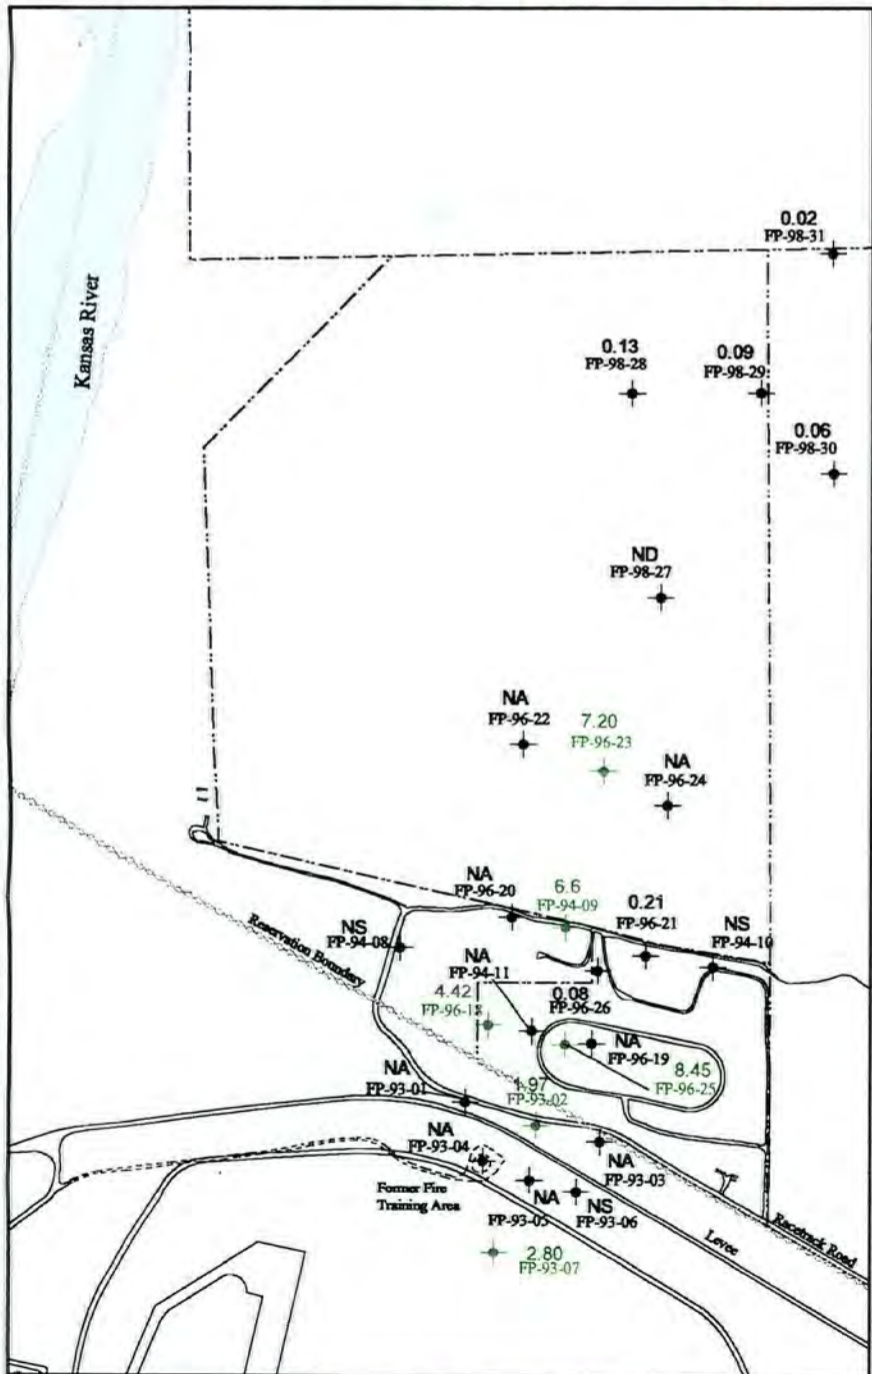 0.02
FP-98-31
Kansas River
0.13
FP-98-28
0.09
FP-98-29
0.06
FP-98-30
ND
FP-98-27
NA
FP-96-22
7.20
FP-96-23
NA
FP-96-24
NA
FP-96-20
6.6
FP-94-09
0.21
FP-96-21
NS
FP-94-10
NS
FP-94-08
Reservation Boundary
NA
FP-94-11
4.42
FP-96-18
0.08
FP-96-26
NA
FP-96-19
8.45
FP-96-25
NA
FP-93-01
1.97
FP-93-02
NA
FP-93-04
NA
FP-93-03
Former Fire
Training Area
NA
FP-93-05
NS
FP-93-06
2.80
FP-93-07
Levee
Racetrack Road